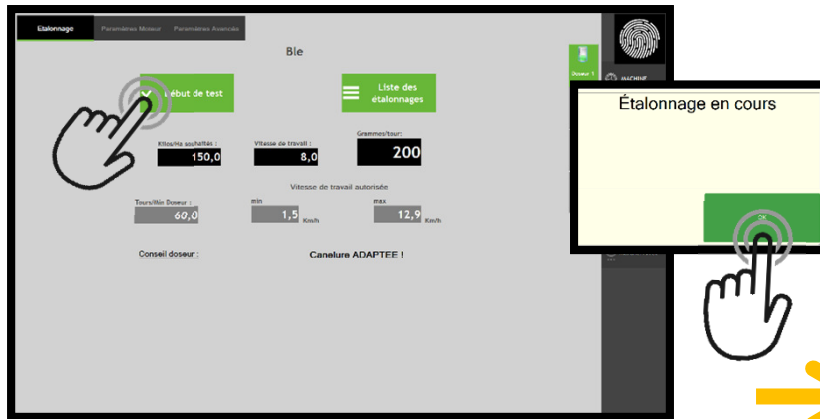 Etalonnage
Paramètres Moteur
Paramètres Avancés
Ble
Doseur 1
MACHINE
Début de test
Liste des
étalonnages
Étalonnage en cours
OK
Kilos/Ha souhaités :
150,0
Vitesse de travail :
8,0
Grammes/tour:
200
Vitesse de travail autorisée
Tours/Min Doseur :
60,0
min
1,5 Km/h
max
12,9 Km/h
Conseil doseur :
Canelure ADAPTEE !